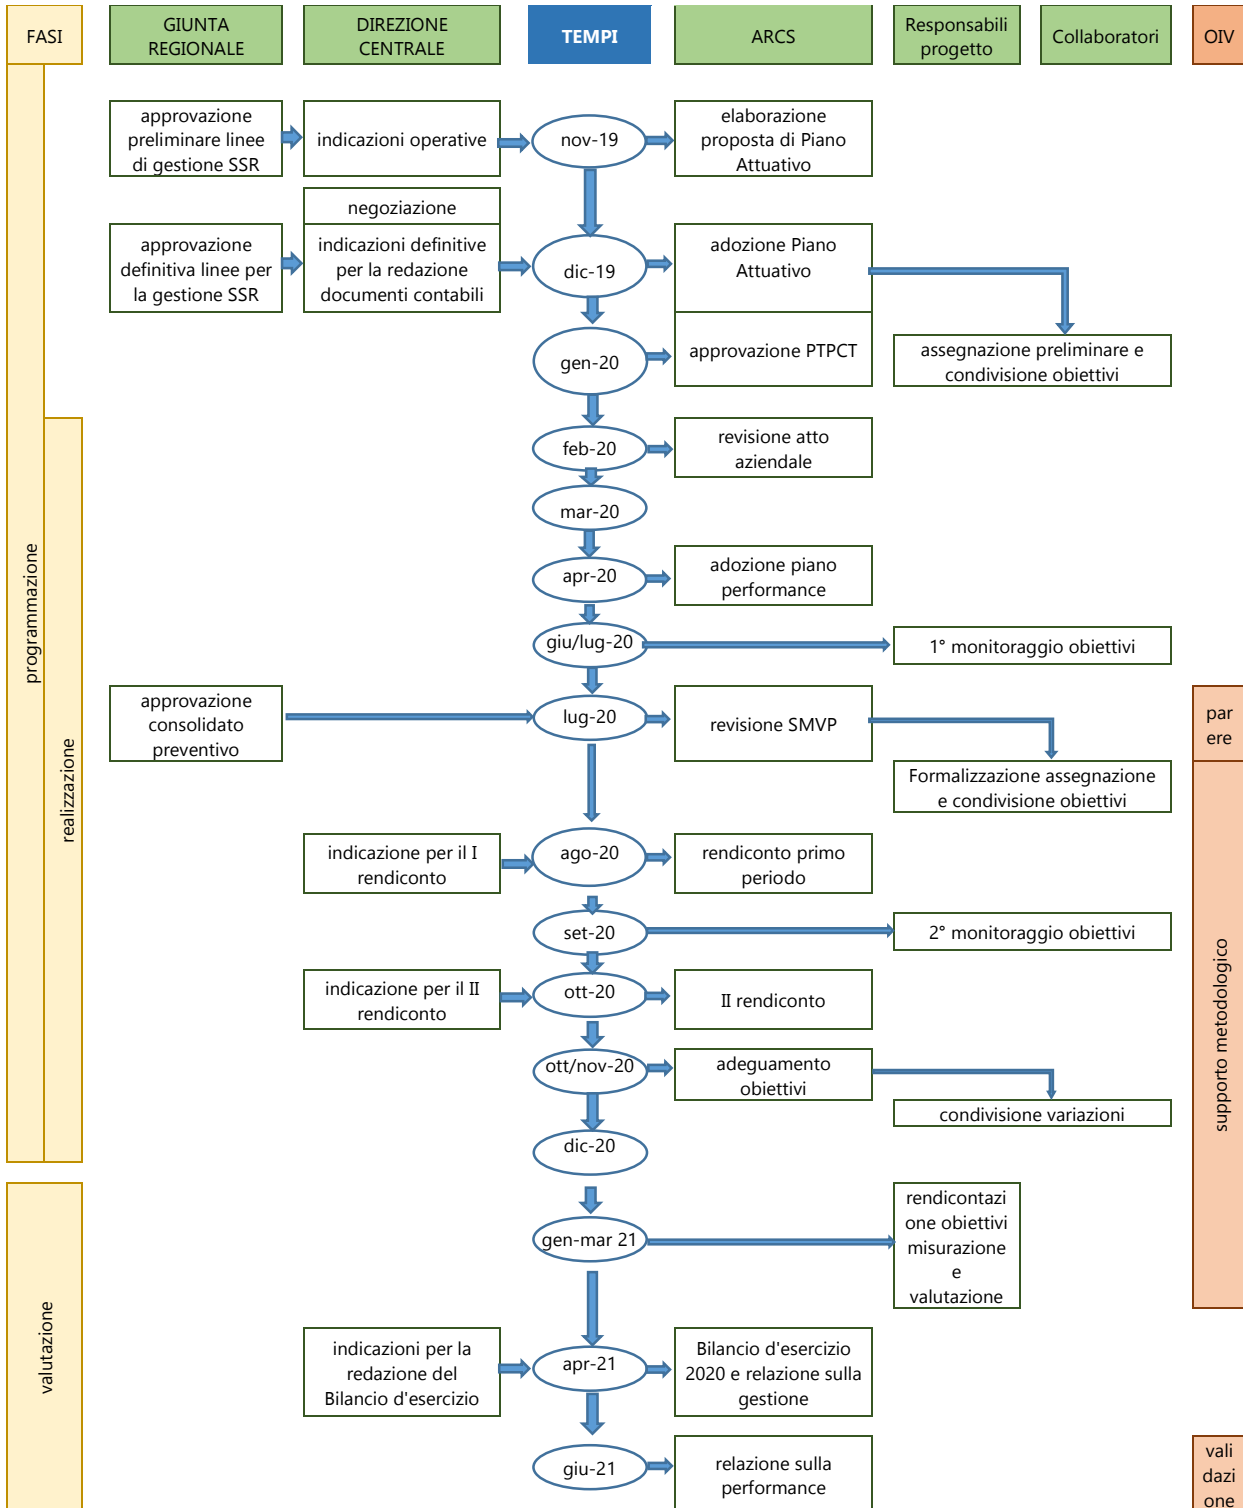 FASI
GIUNTA
REGIONALE
DIREZIONE
CENTRALE
TEMPI
ARCS
Responsabili
progetto
Collaboratori
OIV
programmazione
approvazione
preliminare linee
di gestione SSR
indicazioni operative
nov-19
elaborazione
proposta di Piano
Attuativo
negoziazione
approvazione
definitiva linee per
la gestione SSR
indicazioni definitive
per la redazione
documenti contabili
dic-19
adozione Piano
Attuativo
gen-20
approvazione PTPCT
assegnazione preliminare e
condivisione obiettivi
realizzazione
feb-20
revisione atto
aziendale
mar-20
apr-20
adozione piano
performance
giu/lug-20
1° monitoraggio obiettivi
approvazione
consolidato
preventivo
lug-20
revisione SMVP
par
ere
Formalizzazione assegnazione
e condivisione obiettivi
supporto metodologico
indicazione per il I
rendiconto
ago-20
rendiconto primo
periodo
set-20
2° monitoraggio obiettivi
indicazione per il II
rendiconto
ott-20
II rendiconto
ott/nov-20
adeguamento
obiettivi
condivisione variazioni
dic-20
valutazione
gen-mar 21
rendicontazi
one obiettivi
misurazione
e
valutazione
indicazioni per la
redazione del
Bilancio d'esercizio
apr-21
Bilancio d'esercizio
2020 e relazione sulla
gestione
giu-21
relazione sulla
performance
vali
dazi
one